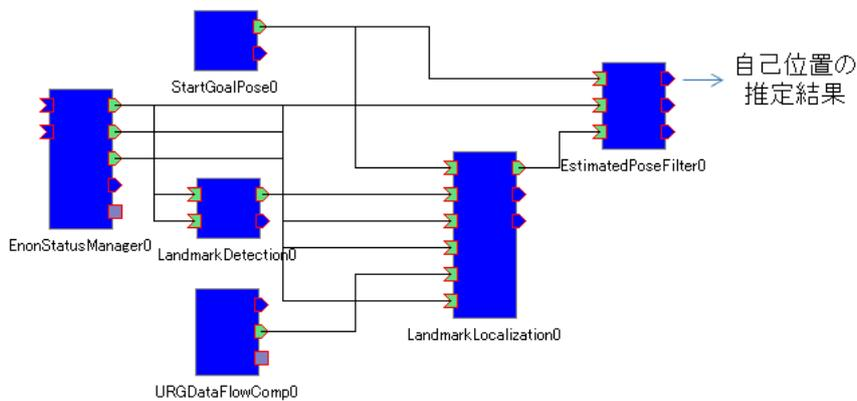 StartGoalPose0
自己位置の
推定結果
EstimatedPoseFilter0
EnonStatusManager0
LandmarkDetection0
LandmarkLocalization0
URGDataFlowComp0